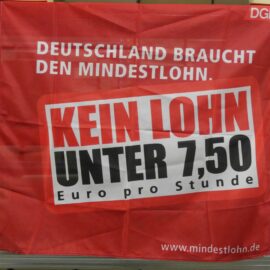 DGB
DEUTSCHLAND BRAUCHT
DEN MINDESTLOHN.
KEIN LOHN
UNTER 7,50
Euro pro Stunde
www.mindestlohn.de